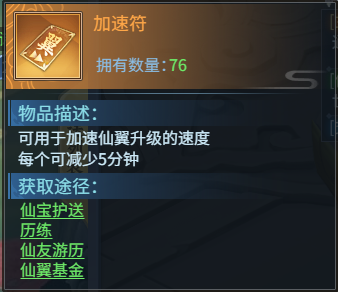 翼
加速符
拥有数量:76
物品描述：
可用于加速仙翼升级的速度
每个可减少5分钟
获取途径：
仙宝护送
历练
仙友游历
仙翼基金